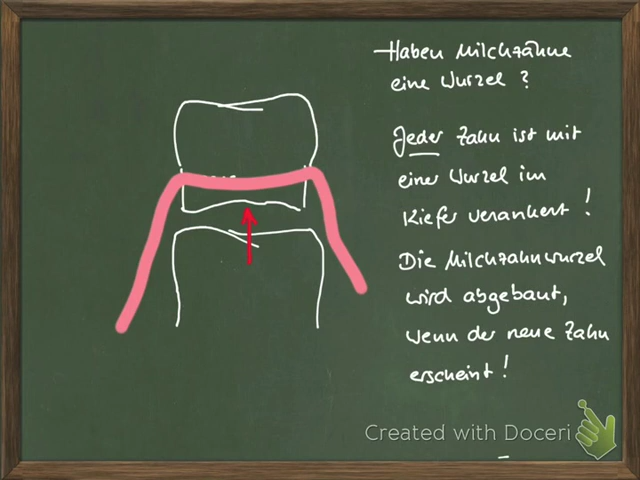 Haben Milchzähne
eine Wurzel ?
Jeder Zahn ist mit
einer Wurzel im
Kiefer verankert !
Die Milchzahnwurzel
wird abgebaut,
wenn der neue Zahn
erscheint !
Created with Doceri